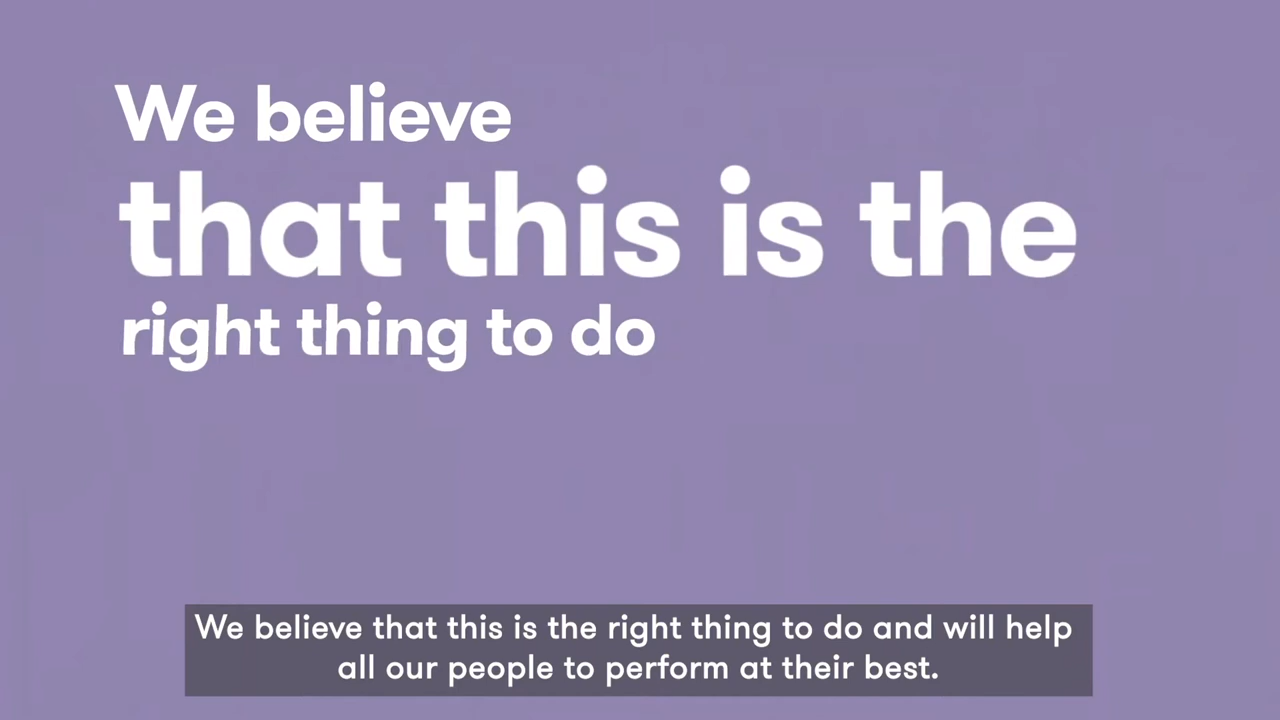 We believe
that this is the
right thing to do
We believe that this is the right thing to do and will help
all our people to perform at their best.